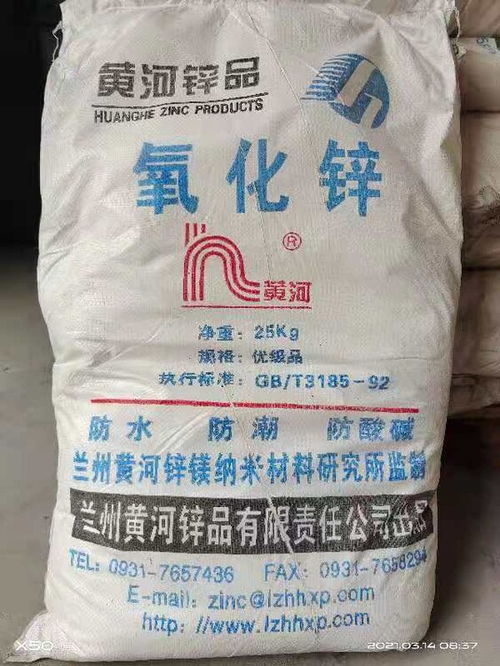 黄河锌品
HUANGHE ZINC PRODUCTS
氧化锌
®
黄河
净重：25Kg
规格：优级品
执行标准：GB/T3185-92
防水 防潮 防酸碱
兰州黄河锌镁纳米材料研究所监制
兰州黄河锌品有限责任公司出品
TEL: 0931-7657436 FAX: 0931-7658294
E-mail: zinc@lzhhxp.com
http://www.lzhhxp.com
X50
2021.03.14 08:37